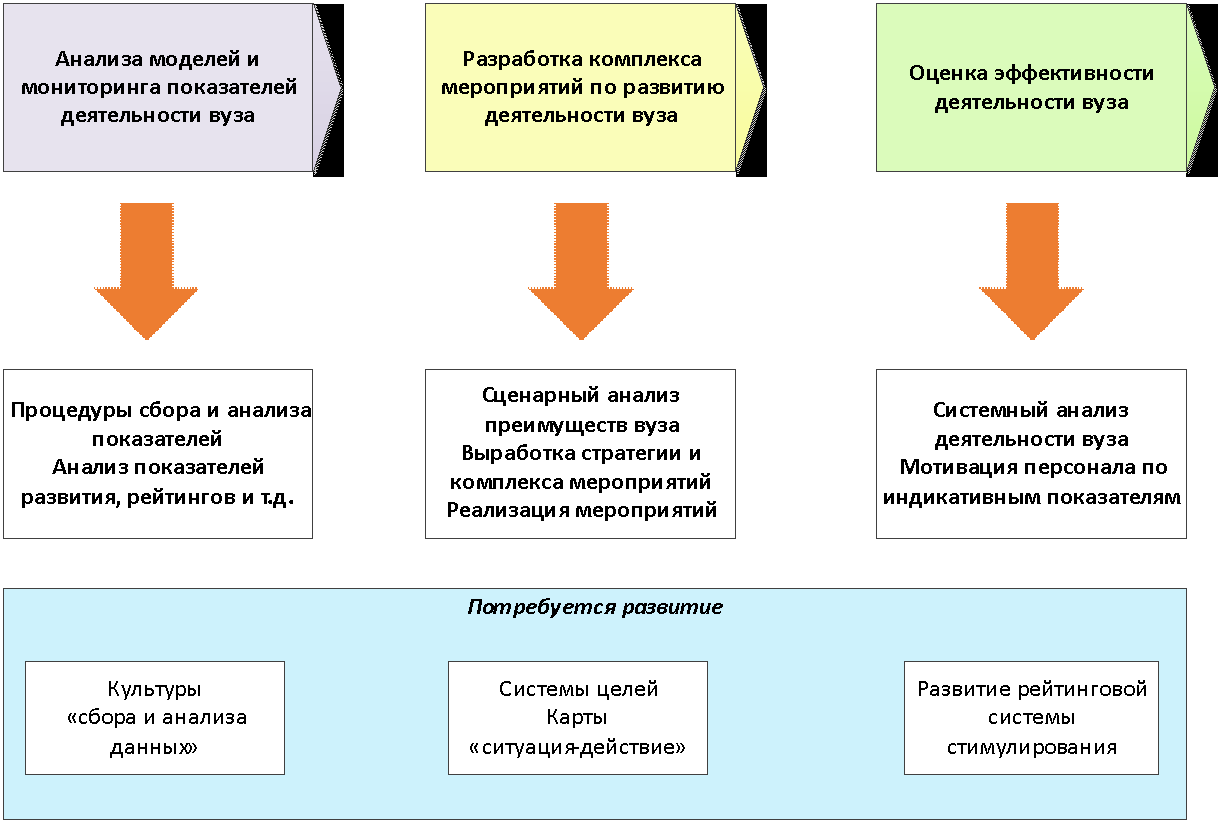 Анализа моделей и
мониторинга показателей
деятельности вуза
Разработка комплекса
мероприятий по развитию
деятельности вуза
Оценка эффективности
деятельности вуза
Процедуры сбора и анализа
показателей
Анализ показателей
развития, рейтингов и т.д.
Сценарный анализ
преимуществ вуза
Выработка стратегии и
комплекса мероприятий
Реализация мероприятий
Системный анализ
деятельности вуза
Мотивация персонала по
индикативным показателям
Потребуется развитие
Культуры
«сбора и анализа
данных»
Системы целей
Карты
«ситуация-действие»
Развитие рейтинговой
системы
стимулирования